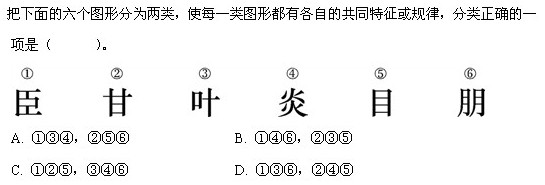 把下面的六个图形分为两类，使每一类图形都有各自的共同特征或规律，分类正确的一
项是（　　）。
① ② ③ ④ ⑤ ⑥
臣 甘 叶 炎 目 朋
A. ①③④，②⑤⑥ B. ①④⑥，②③⑤
C. ①②⑤，③④⑥ D. ①③⑥，②④⑤